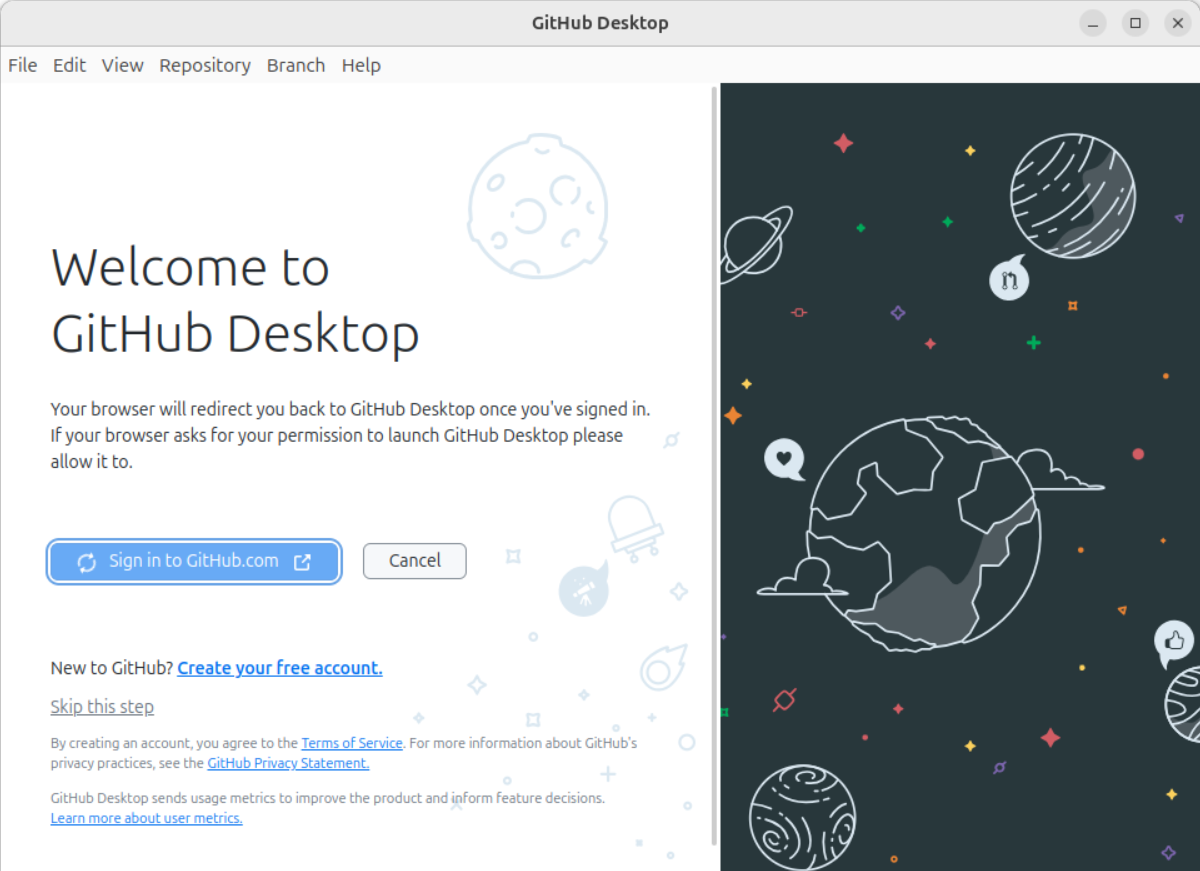 GitHub Desktop
File Edit View Repository Branch Help
Welcome to
GitHub Desktop
Your browser will redirect you back to GitHub Desktop once you've signed in.
If your browser asks for your permission to launch GitHub Desktop please
allow it to.
Sign in to GitHub.com
Cancel
New to GitHub? Create your free account.
Skip this step
By creating an account, you agree to the Terms of Service. For more information about GitHub's
privacy practices, see the GitHub Privacy Statement.
GitHub Desktop sends usage metrics to improve the product and inform feature decisions.
Learn more about user metrics.